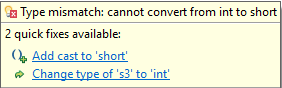 Type mismatch: cannot convert from int to short
2 quick fixes available:
Add cast to 'short'
Change type of 's3' to 'int'